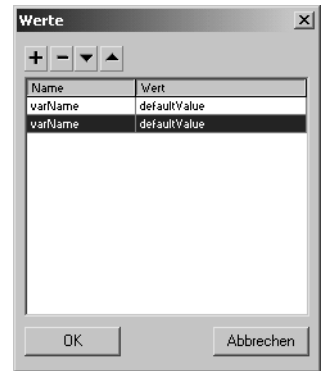 Werte
Name Wert
varName defaultValue
varName defaultValue
OK Abbrechen